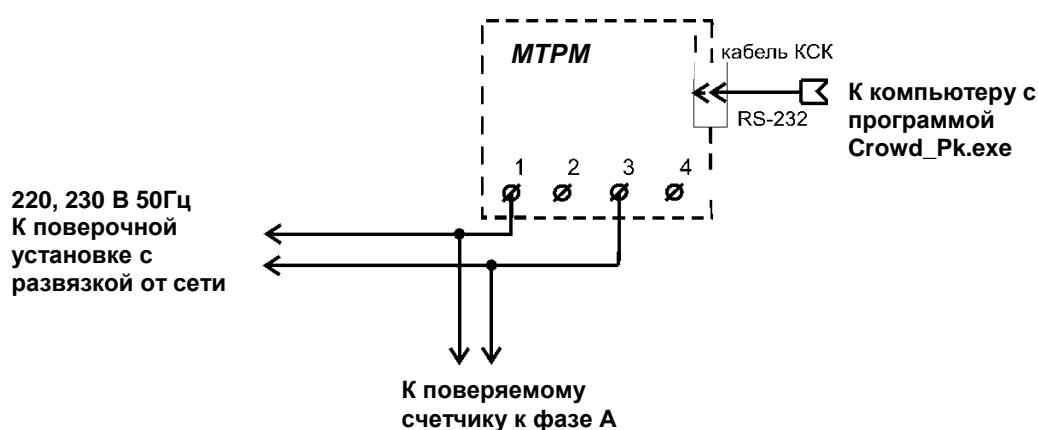 МТРМ
кабель КСК
RS-232
К компьютеру с
программой
Crowd_Pk.exe
1 2 3 4
220, 230 В 50Гц
К поверочной
установке с
развязкой от сети
К поверяемому
счетчику к фазе А